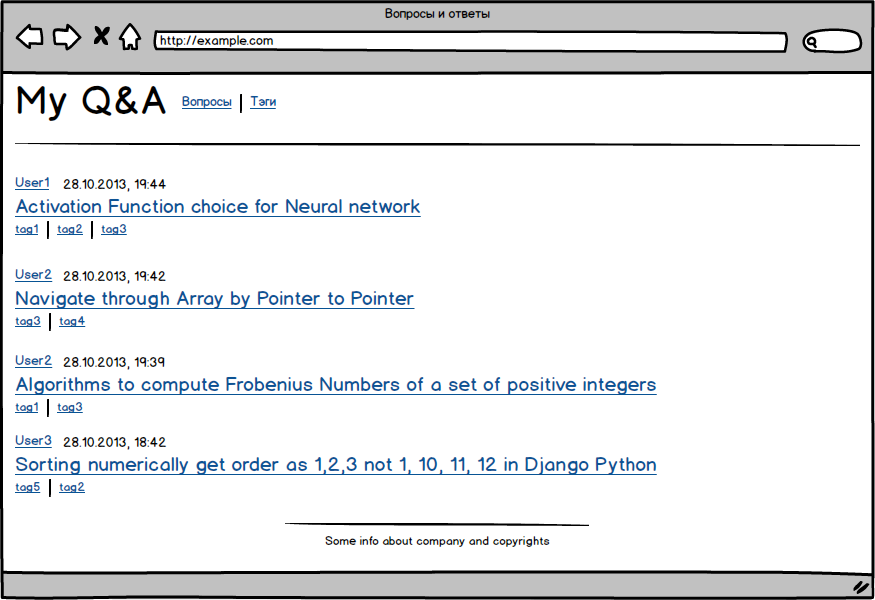 Вопросы и ответы
http://example.com
My Q&A Вопросы | Тэги
User1 28.10.2013, 19:44
Activation Function choice for Neural network
tag1 | tag2 | tag3
User2 28.10.2013, 19:42
Navigate through Array by Pointer to Pointer
tag3 | tag4
User2 28.10.2013, 19:39
Algorithms to compute Frobenius Numbers of a set of positive integers
tag1 | tag3
User3 28.10.2013, 18:42
Sorting numerically get order as 1,2,3 not 1, 10, 11, 12 in Django Python
tag5 | tag2
Some info about company and copyrights